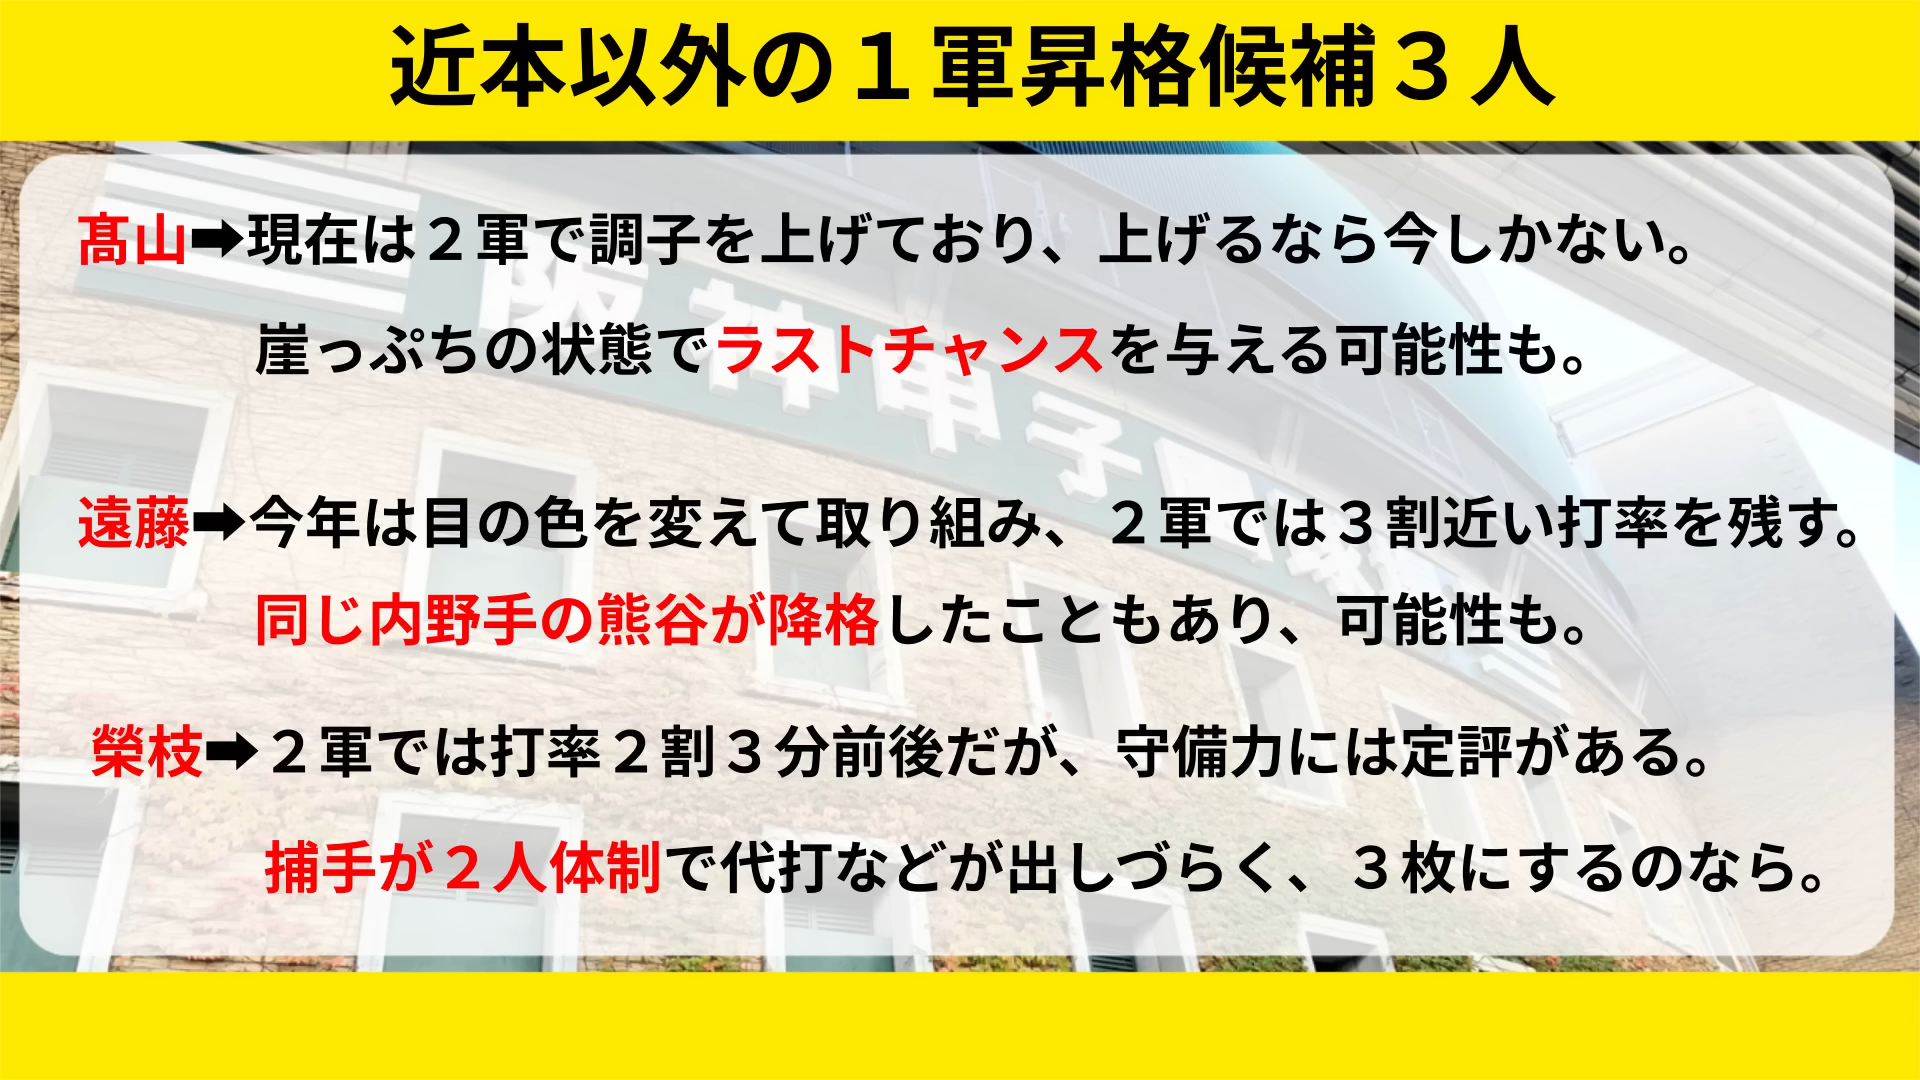 近本以外の１軍昇格候補３人
髙山➡現在は２軍で調子を上げており、上げるなら今しかない。
崖っぷちの状態でラストチャンスを与える可能性も。
阪神甲子
遠藤➡今年は目の色を変えて取り組み、２軍では３割近い打率を残す。
同じ内野手の熊谷が降格したこともあり、可能性も。
榮枝➡２軍では打率２割３分前後だが、守備力には定評がある。
捕手が２人体制で代打などが出しづらく、３枚にするのなら。